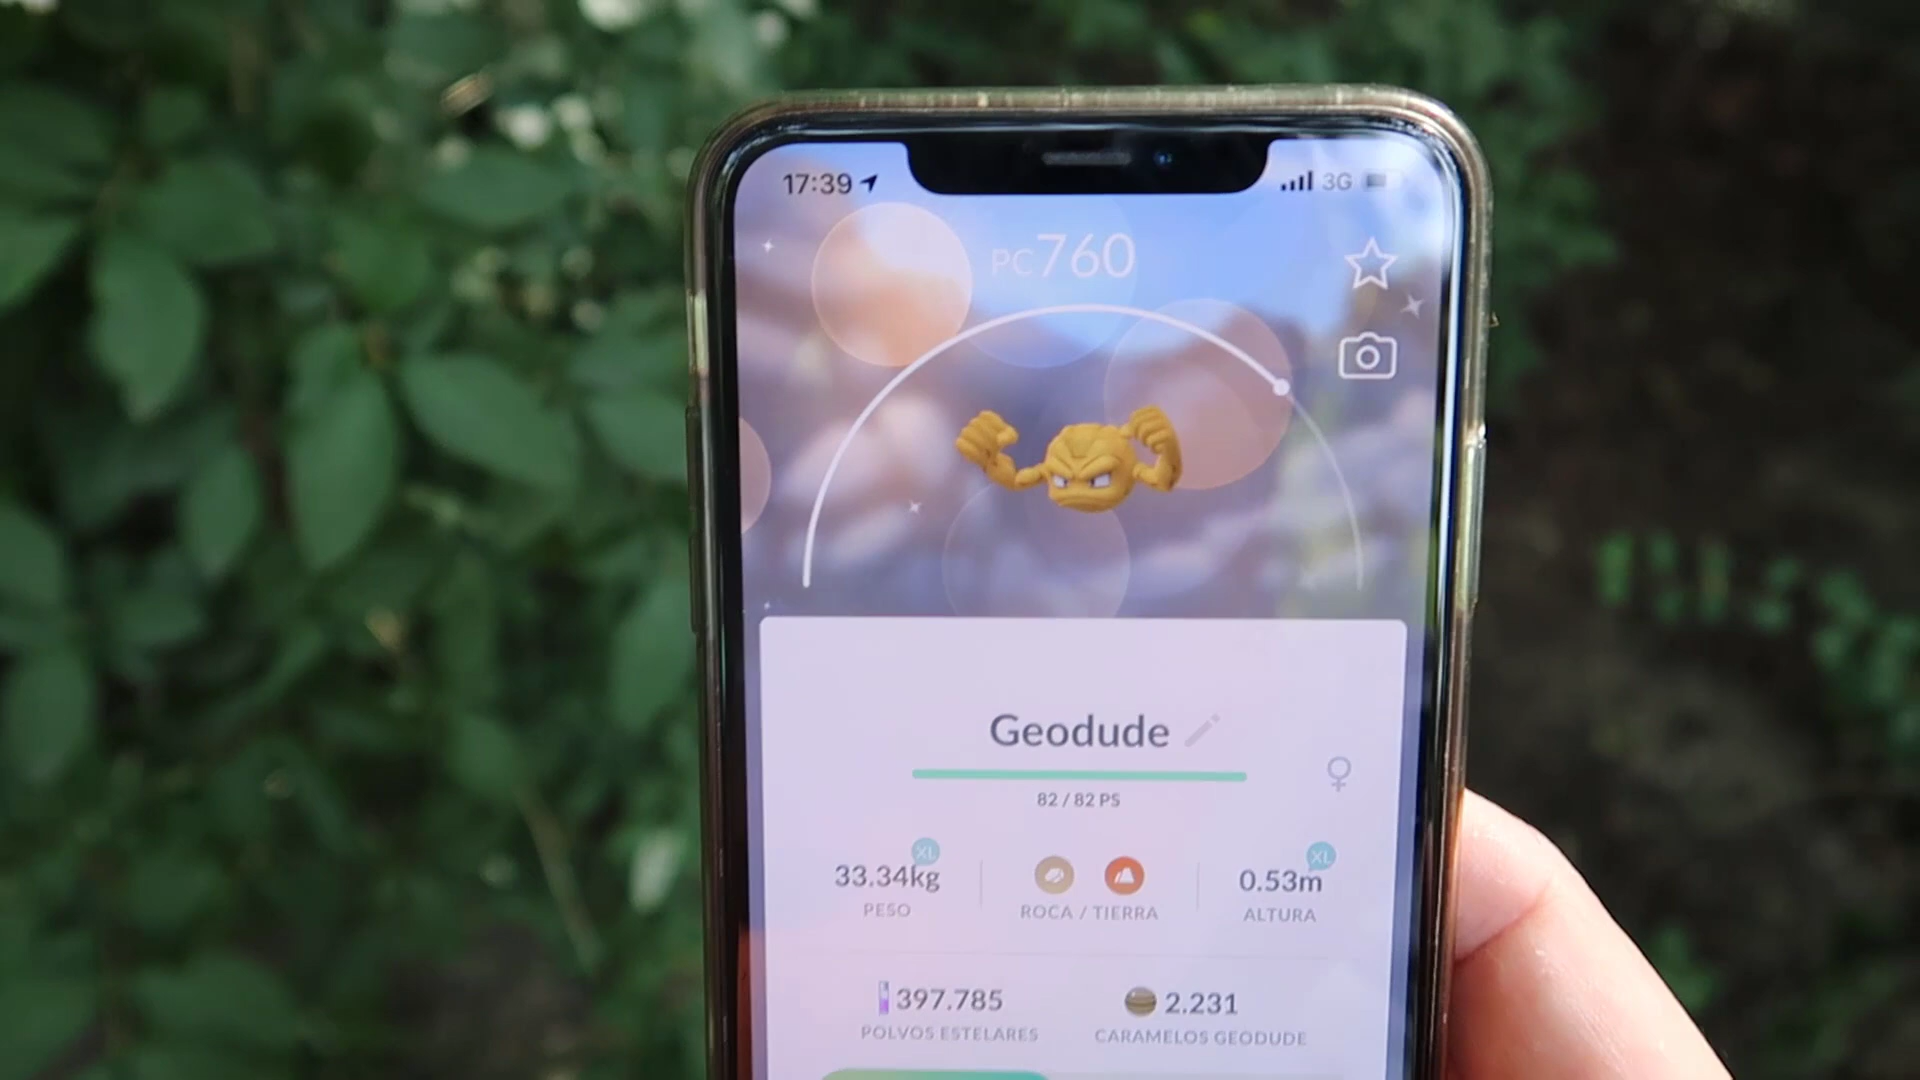 17:39
3G
PC760
Geodude
82 / 82 PS
XL
XL
33.34kg
0.53m
PESO
ROCA / TIERRA
ALTURA
397.785
2.231
POLVOS ESTELARES
CARAMELOS GEODUDE